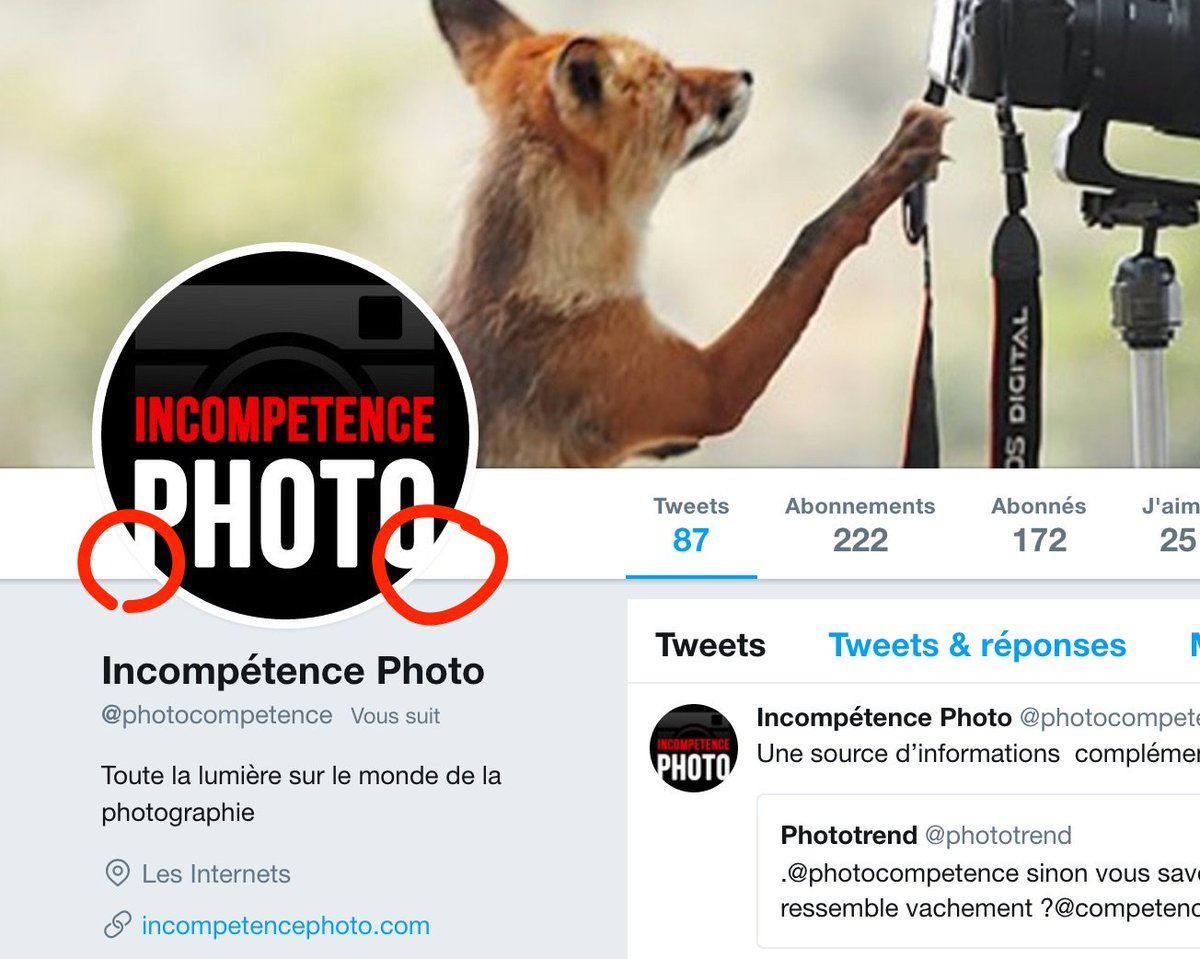 OS DIGITAL
INCOMPETENCE
PHOTO
Tweets Abonnements Abonnés J'aim
87 222 172 25
Incompétence Photo
@photocompetence Vous suit
Toute la lumière sur le monde de la
photographie
Les Internets
incompetencephoto.com
Tweets Tweets & réponses M
INCOMPETENCE
PHOTO
Incompétence Photo @photocompete
Une source d’informations complémen
Phototrend @phototrend
.@photocompetence sinon vous save
ressemble vachement ?@competenc